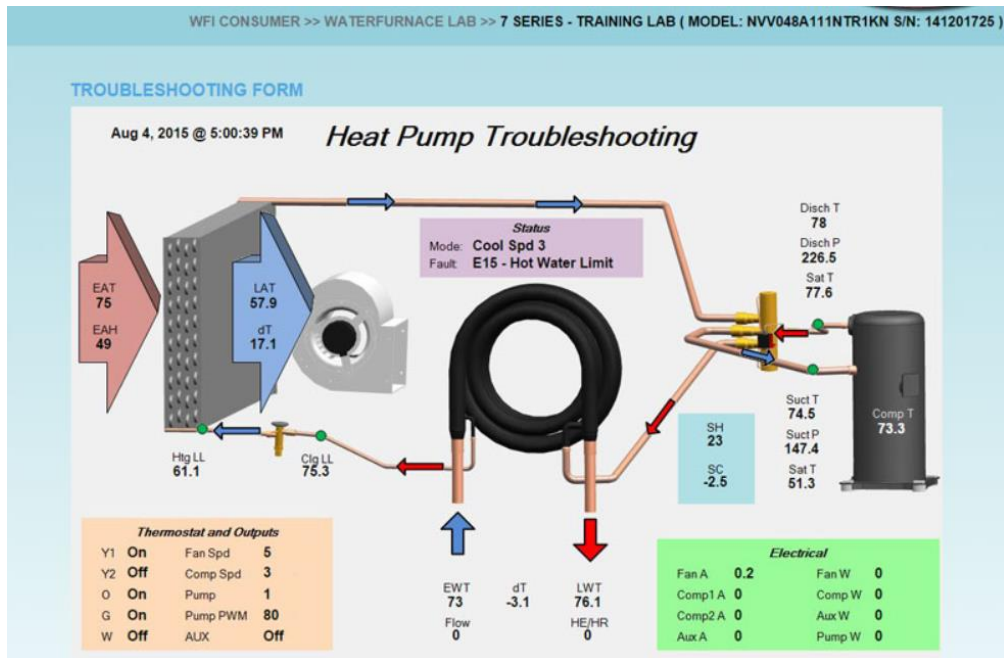 WFI CONSUMER >> WATERFURNACE LAB >> 7 SERIES - TRAINING LAB ( MODEL: NVV048A111NTR1KN S/N: 141201725 )
TROUBLESHOOTING FORM
Aug 4, 2015 @ 5:00:39 PM
Heat Pump Troubleshooting
Status
Mode: Cool Spd 3
Fault: E15 - Hot Water Limit
EAT
75
EAH
49
LAT
57.9
dT
17.1
Disch T
78
Disch P
226.5
Sat T
77.6
Suct T
74.5
Suct P
147.4
Sat T
51.3
Comp T
73.3
SH
23
SC
-2.5
Htg LL
61.1
Clg LL
75.3
Thermostat and Outputs
Y1 On Fan Spd 5
Y2 Off Comp Spd 3
O On Pump 1
G On Pump PWM 80
W Off AUX Off
EWT dT LWT
73 -3.1 76.1
Flow HE/HR
0 0
Electrical
Fan A 0.2 Fan W 0
Comp1 A 0 Comp W 0
Comp2 A 0 Aux W 0
Aux A 0 Pump W 0